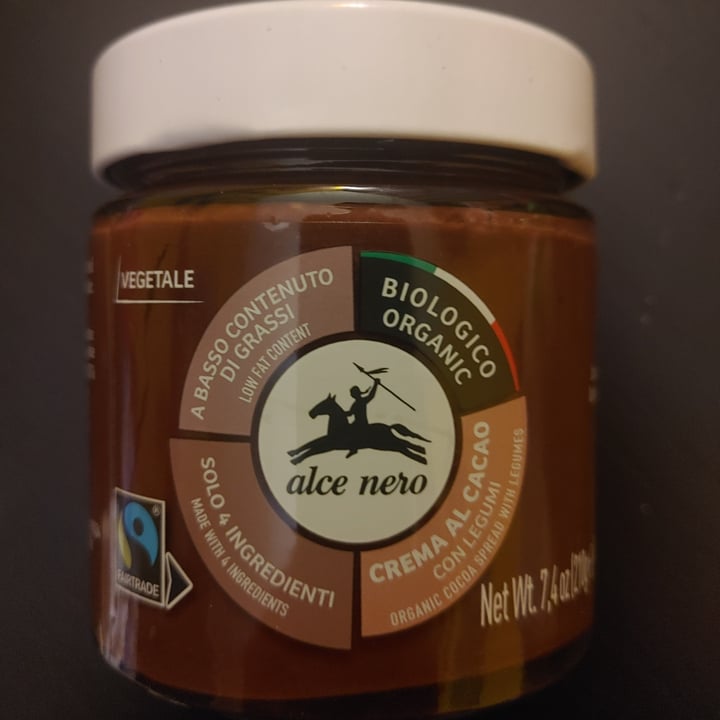 VEGETALE
A BASSO CONTENUTO
DI GRASSI
LOW FAT CONTENT
BIOLOGICO
ORGANIC
alce nero
SOLO 4 INGREDIENTI
MADE WITH 4 INGREDIENTS
CREMA AL CACAO
CON LEGUMI
ORGANIC COCOA SPREAD WITH LEGUMES
®
FAIRTRADE
Net Wt. 7,4 oz (210g